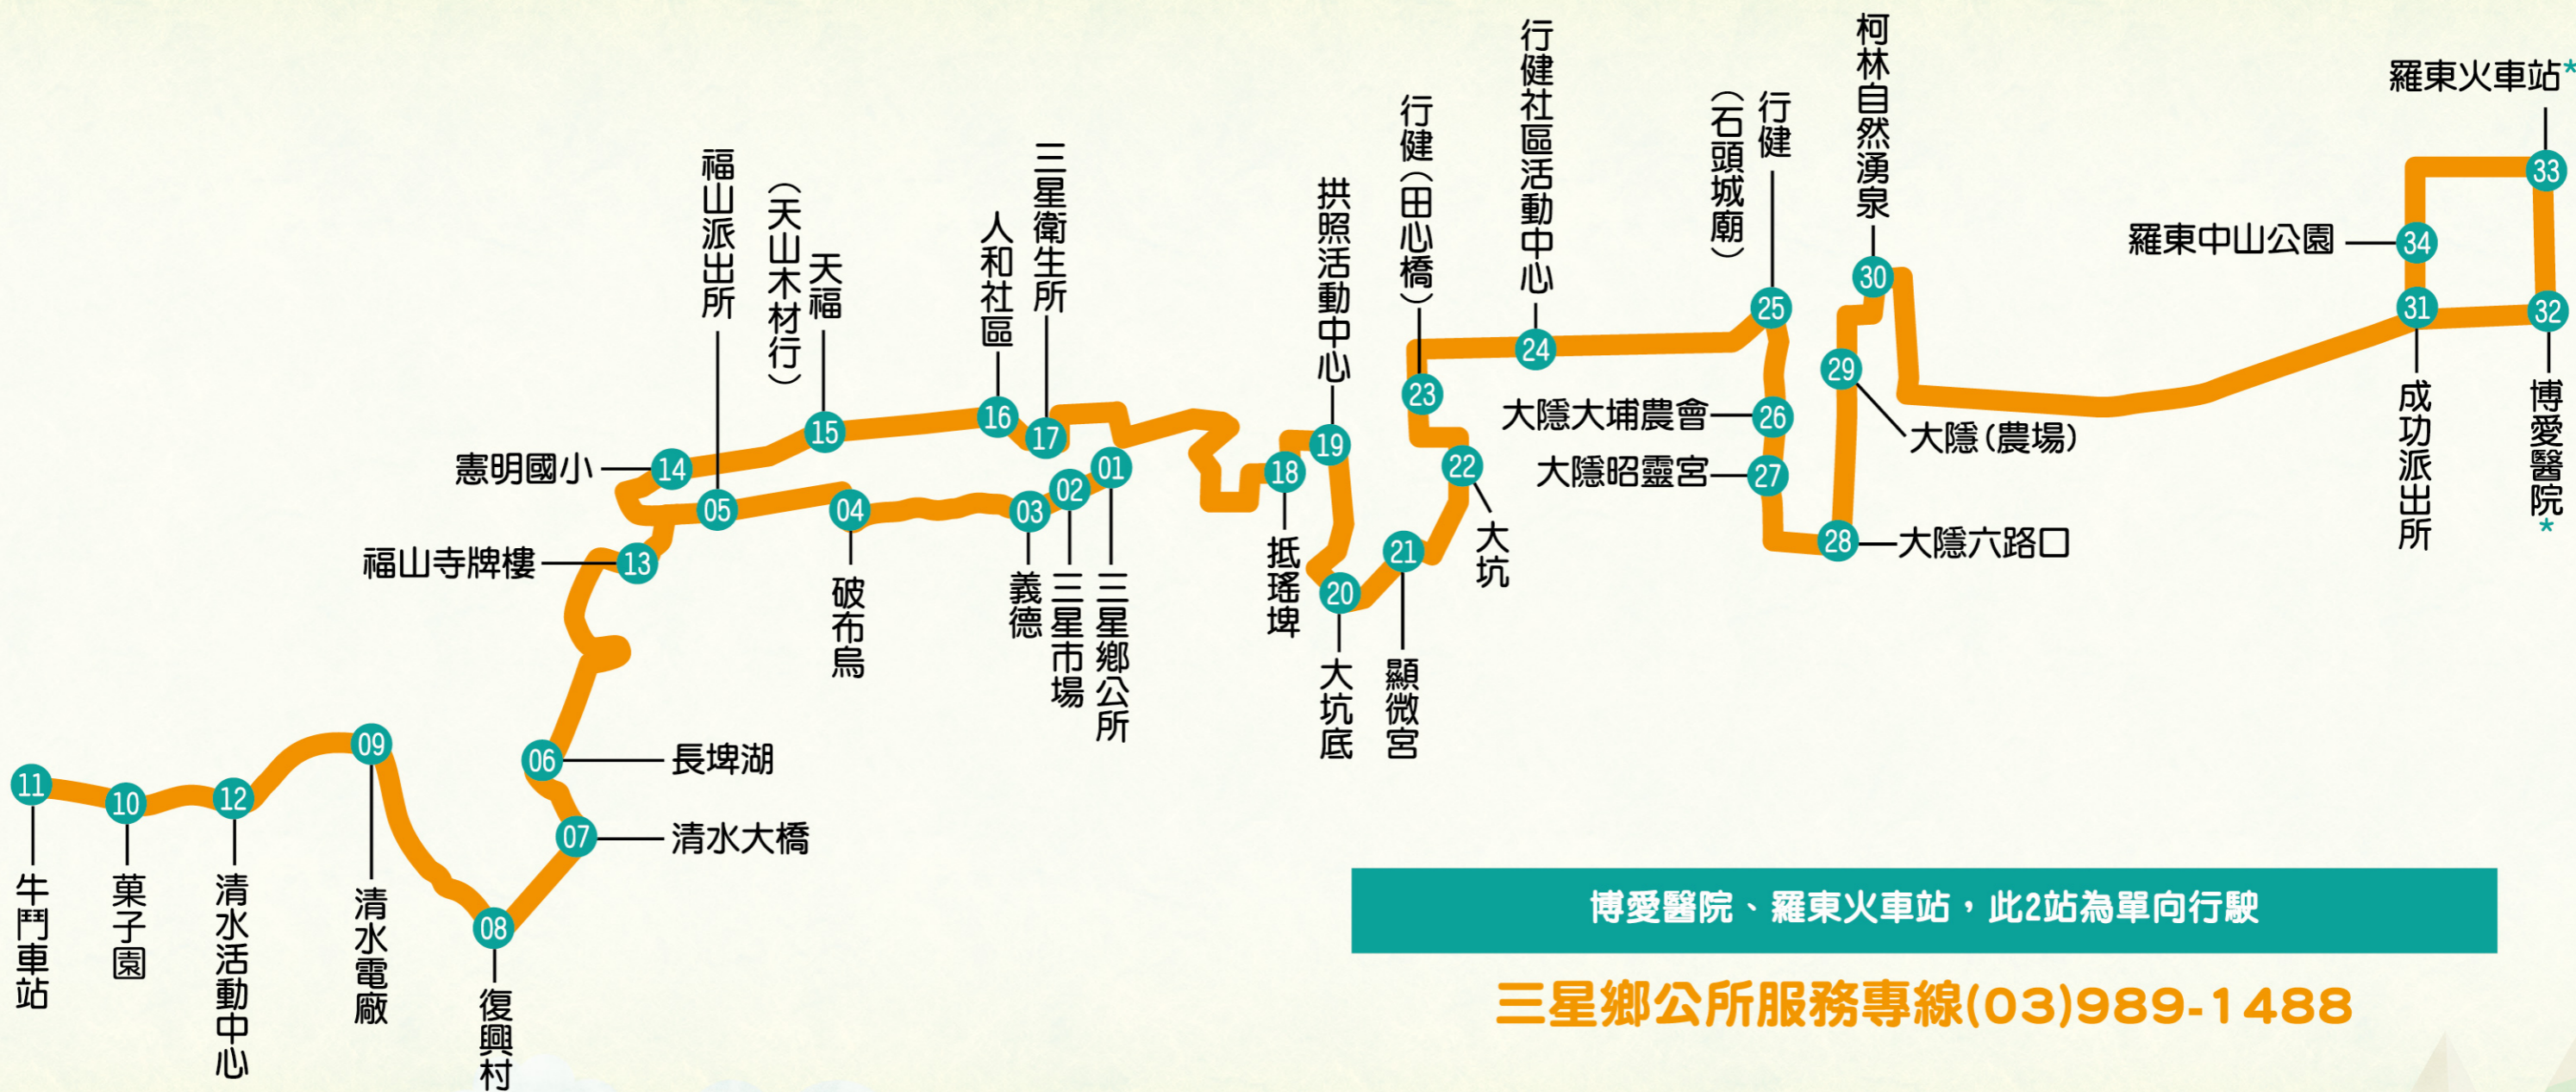 01
三星鄉公所
02
三星市場
03
義德
04
破布烏
05
福山派出所
06
長埤湖
07
清水大橋
08
復興村
09
清水電廠
10
菓子園
11
牛鬥車站
12
清水活動中心
13
福山寺牌樓
14
憲明國小
15
天福
（天山木材行）
16
人和社區
17
三星衛生所
18
抵瑤埤
19
拱照活動中心
20
大坑底
21
顯微宮
22
大坑
23
行健（田心橋）
24
行健社區活動中心
25
行健
（石頭城廟）
26
大隱大埔農會
27
大隱昭靈宮
28
大隱六路口
29
大隱（農場）
30
柯林自然湧泉
31
成功派出所
32
博愛醫院*
33
羅東火車站*
34
羅東中山公園
博愛醫院、羅東火車站，此2站為單向行駛
三星鄉公所服務專線(03)989-1488